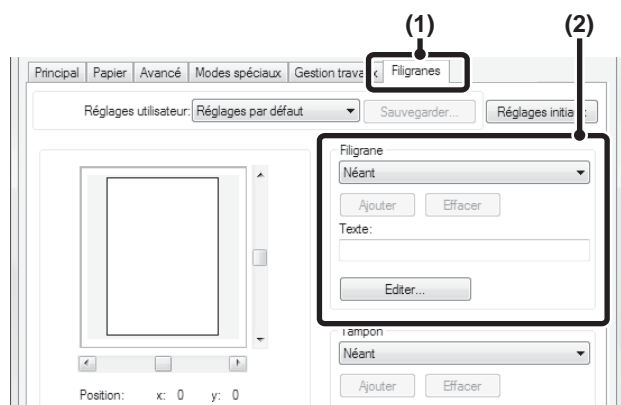 (1) (2)
Principal Papier Avancé Modes spéciaux Gestion trava x Filigranes
Réglages utilisateur: Réglages par défaut Sauvegarder... Réglages initiaux
Filigrane
Néant
Ajouter Effacer
Texte:
Editer...
Tampon
Néant
Ajouter Effacer
Position: x: 0 y: 0